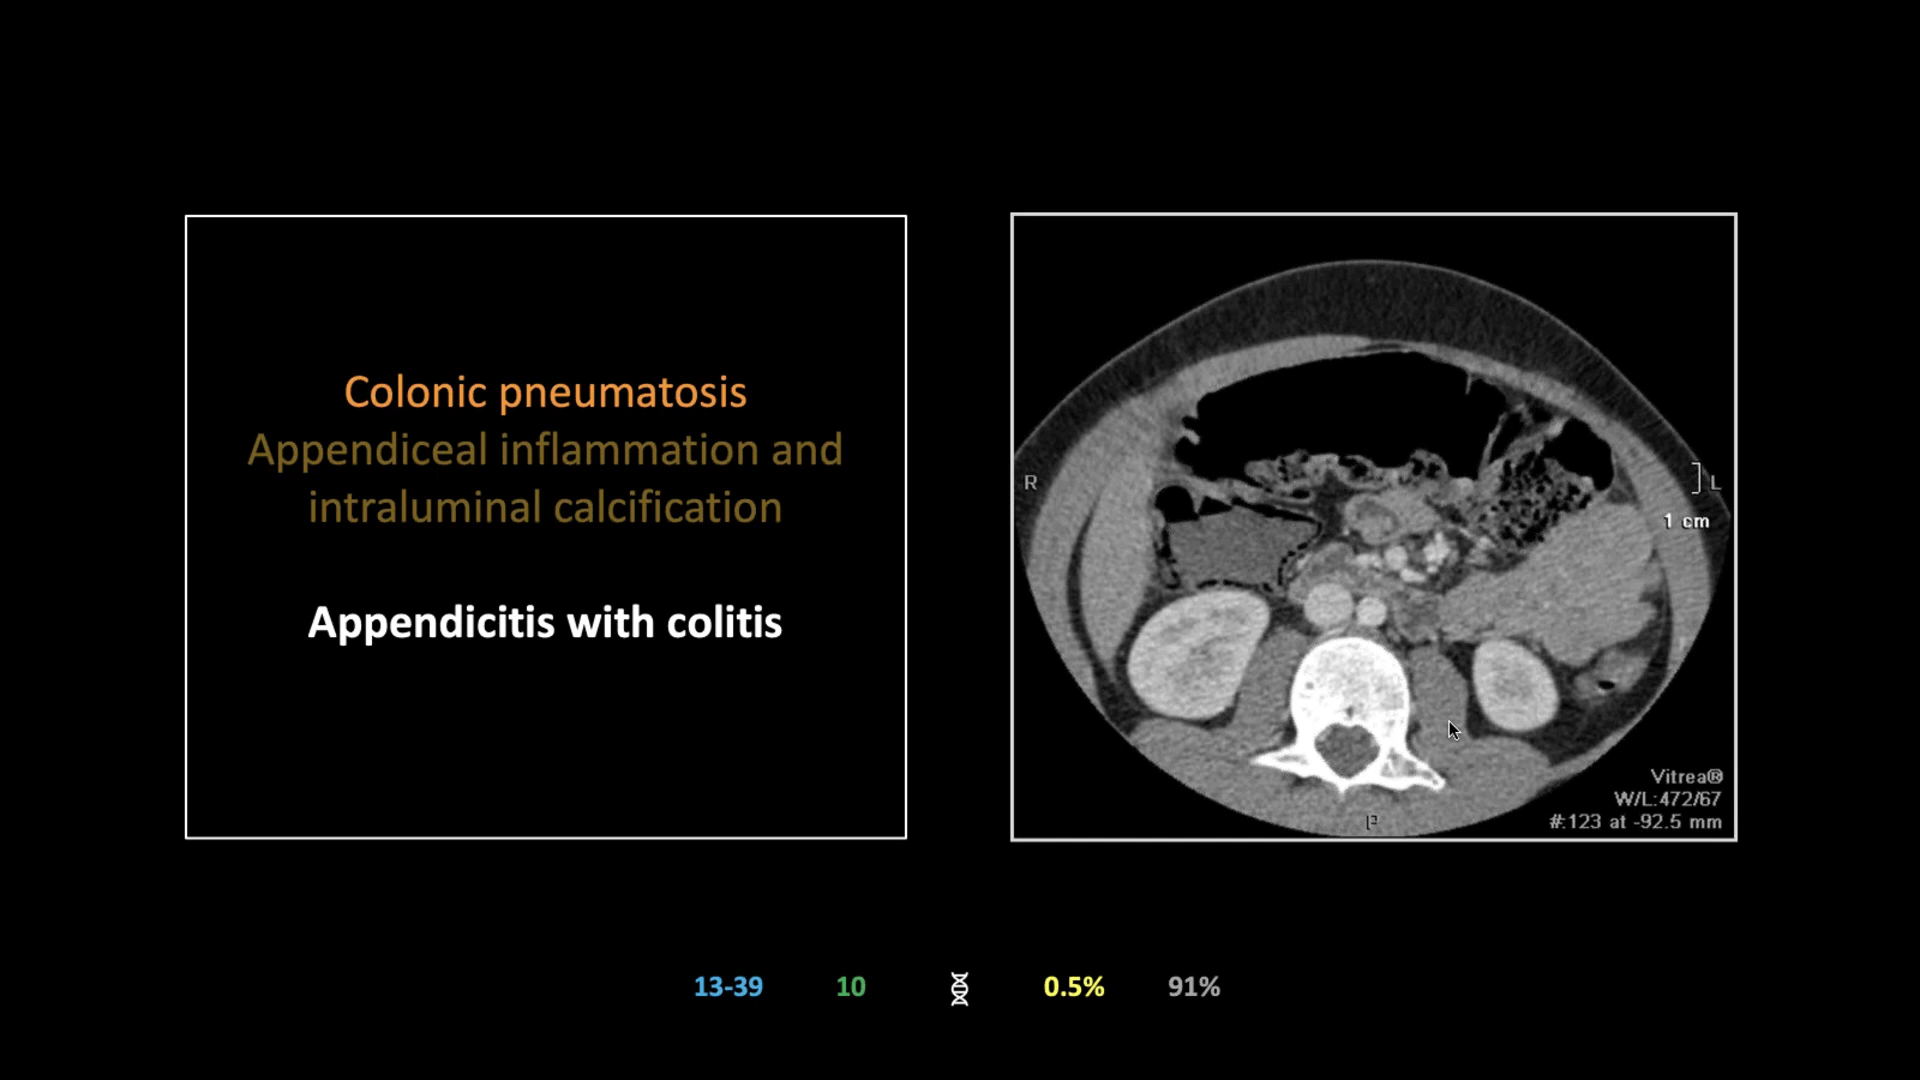 Colonic pneumatosis
Appendiceal inflammation and
intraluminal calcification
Appendicitis with colitis
R
L
1 cm
Vitrea®
W/L:472/67
#:123 at -92.5 mm
13-39 10 0.5% 91%